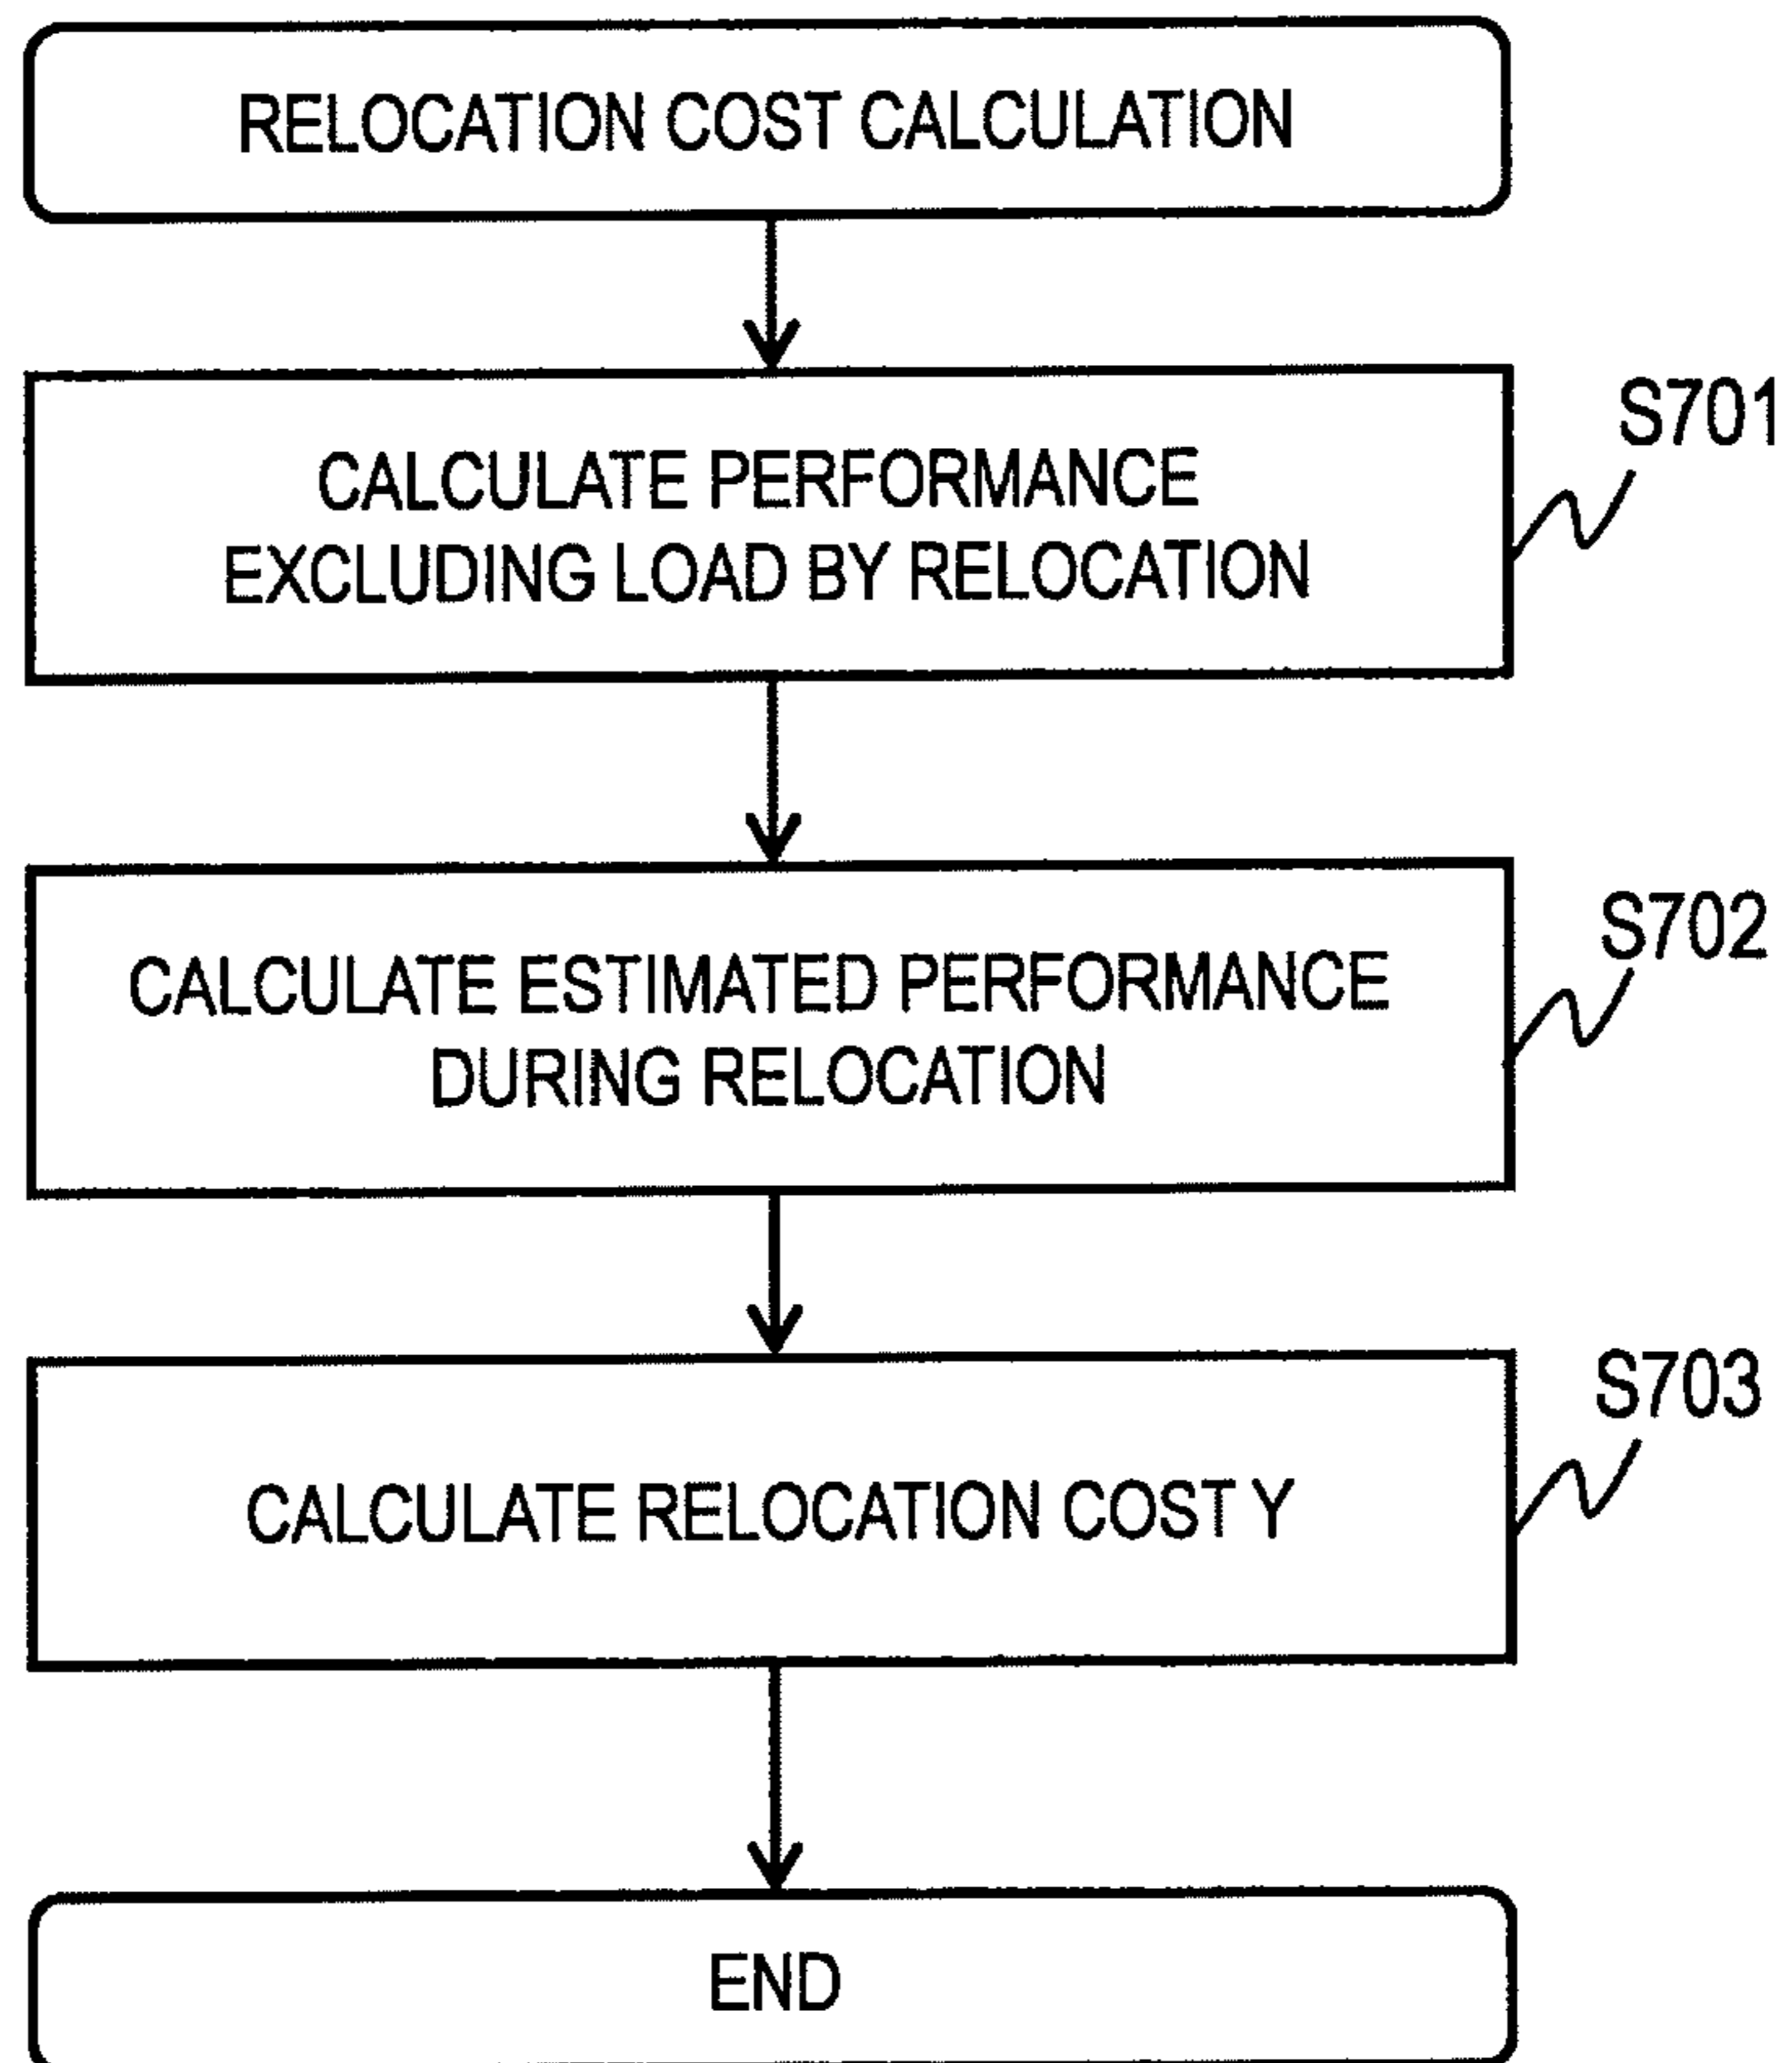 RELOCATION COST CALCULATION
S701
CALCULATE PERFORMANCE
EXCLUDING LOAD BY RELOCATION
S702
CALCULATE ESTIMATED PERFORMANCE
DURING RELOCATION
S703
CALCULATE RELOCATION COST Y
END